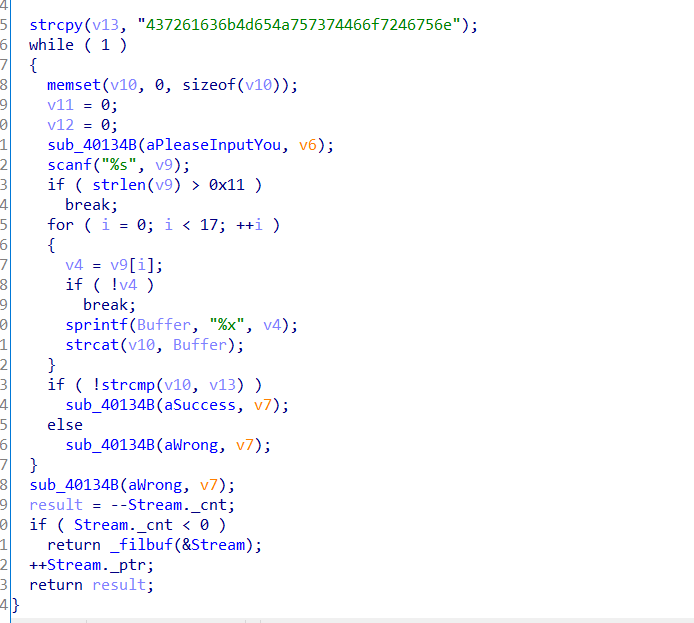 4
5 strcpy(v13, "437261636b4d654a757374466f7246756e");
6 while ( 1 )
7 {
8 memset(v10, 0, sizeof(v10));
9 v11 = 0;
0 v12 = 0;
1 sub_40134B(aPleaseInputYou, v6);
2 scanf("%s", v9);
3 if ( strlen(v9) > 0x11 )
4 break;
5 for ( i = 0; i < 17; ++i )
6 {
7 v4 = v9[i];
8 if ( !v4 )
9 break;
0 sprintf(Buffer, "%x", v4);
1 strcat(v10, Buffer);
2 }
3 if ( !strcmp(v10, v13) )
4 sub_40134B(aSuccess, v7);
5 else
6 sub_40134B(aWrong, v7);
7 }
8 sub_40134B(aWrong, v7);
9 result = --Stream._cnt;
0 if ( Stream._cnt < 0 )
1 return _filbuf(&Stream);
2 ++Stream._ptr;
3 return result;
4 }